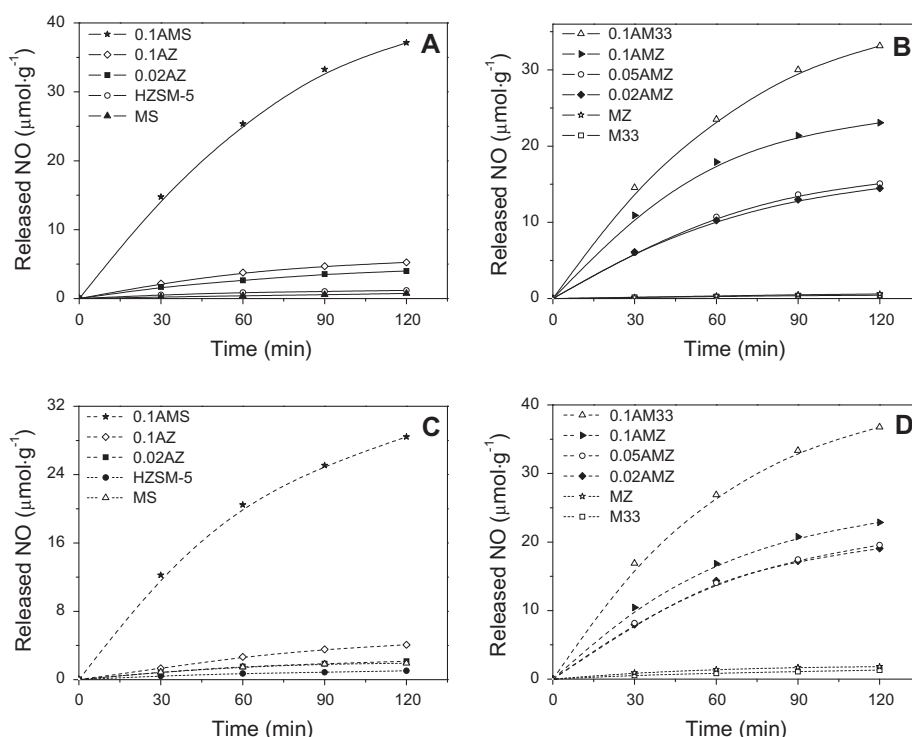 A
0.1AMS
0.1AZ
0.02AZ
HZSM-5
MS
Released NO (μmol·g⁻¹)
40
30
20
10
0
0 30 60 90 120
Time (min)
B
0.1AM33
0.1AMZ
0.05AMZ
0.02AMZ
MZ
M33
Released NO (μmol·g⁻¹)
30
20
10
0
0 30 60 90 120
Time (min)
C
0.1AMS
0.1AZ
0.02AZ
HZSM-5
MS
Released NO (μmol·g⁻¹)
32
24
16
8
0
0 30 60 90 120
Time (min)
D
0.1AM33
0.1AMZ
0.05AMZ
0.02AMZ
MZ
M33
Released NO (μmol·g⁻¹)
40
30
20
10
0
0 30 60 90 120
Time (min)